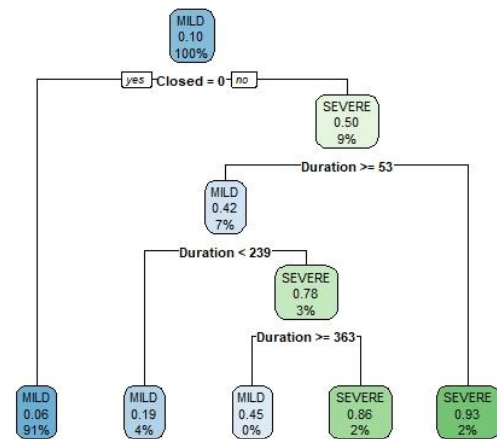 MILD
0.10
100%
yes Closed = 0 no
SEVERE
0.50
9%
Duration >= 53
MILD
0.42
7%
Duration < 239
SEVERE
0.78
3%
Duration >= 363
MILD
0.06
91%
MILD
0.19
4%
MILD
0.45
0%
SEVERE
0.86
2%
SEVERE
0.93
2%